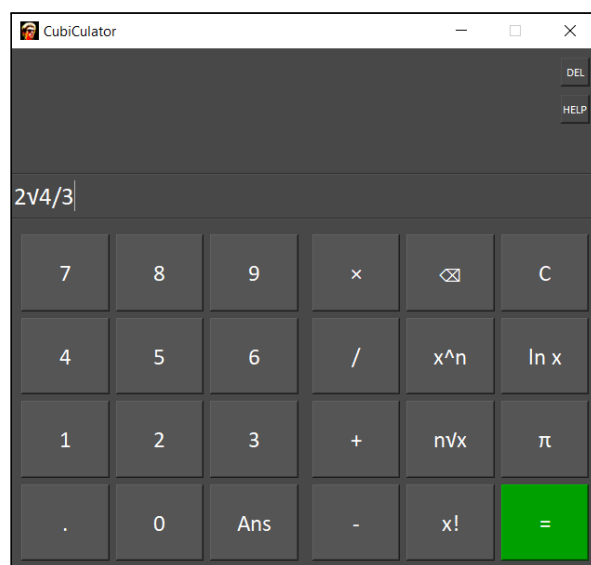 CubiCulator
DEL
HELP
2√4/3
7 8 9 × ⌫ C
4 5 6 / x^n ln x
1 2 3 + n√x π
. 0 Ans - x! =